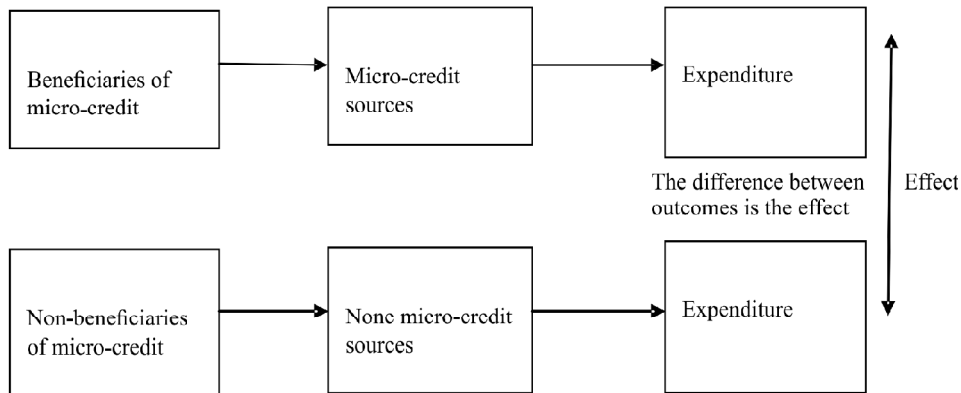 Beneficiaries of
micro-credit
Micro-credit
sources
Expenditure
The difference between
outcomes is the effect
Effect
Non-beneficiaries
of micro-credit
None micro-credit
sources
Expenditure